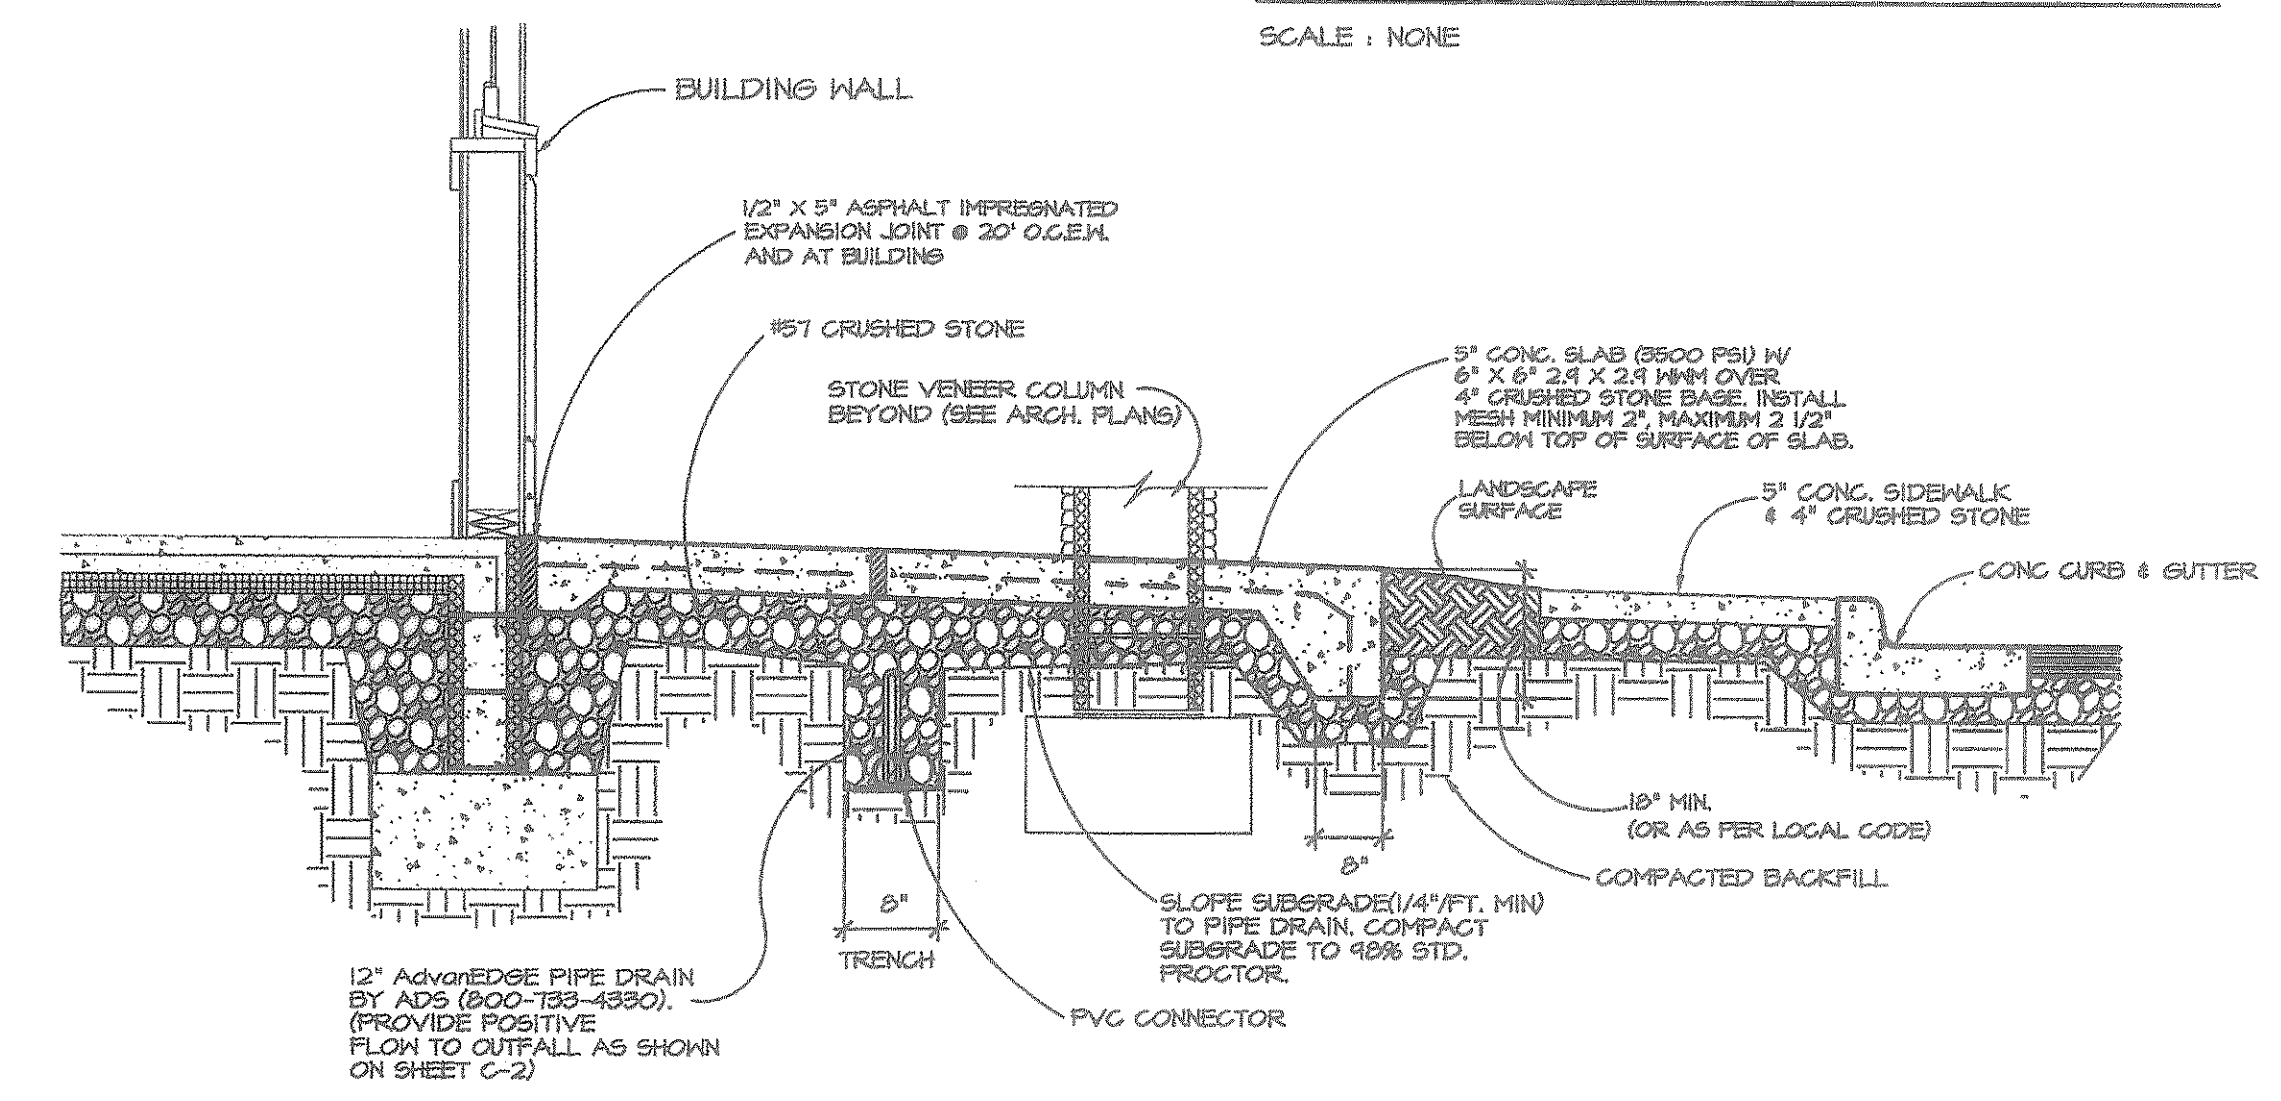 SCALE : NONE
BUILDING WALL
1/2" X 5" ASPHALT IMPREGNATED
EXPANSION JOINT @ 20' O.C.E.W.
AND AT BUILDING
#57 CRUSHED STONE
STONE VENEER COLUMN
BEYOND (SEE ARCH. PLANS)
5" CONC. SLAB (3500 PSI) W/
6" X 6" 2.9 X 2.9 WWM OVER
4" CRUSHED STONE BASE. INSTALL
MESH MINIMUM 2", MAXIMUM 2 1/2"
BELOW TOP OF SURFACE OF SLAB.
LANDSCAPE
SURFACE
5" CONC. SIDEWALK
& 4" CRUSHED STONE
CONC CURB & GUTTER
18" MIN.
(OR AS PER LOCAL CODE)
8"
COMPACTED BACKFILL
8"
TRENCH
SLOPE SUBGRADE(1/4"/FT. MIN)
TO PIPE DRAIN. COMPACT
SUBGRADE TO 98% STD.
PROCTOR.
12" AdvanEDGE PIPE DRAIN
BY ADS (800-733-4330).
(PROVIDE POSITIVE
FLOW TO OUTFALL AS SHOWN
ON SHEET C-2)
PVC CONNECTOR